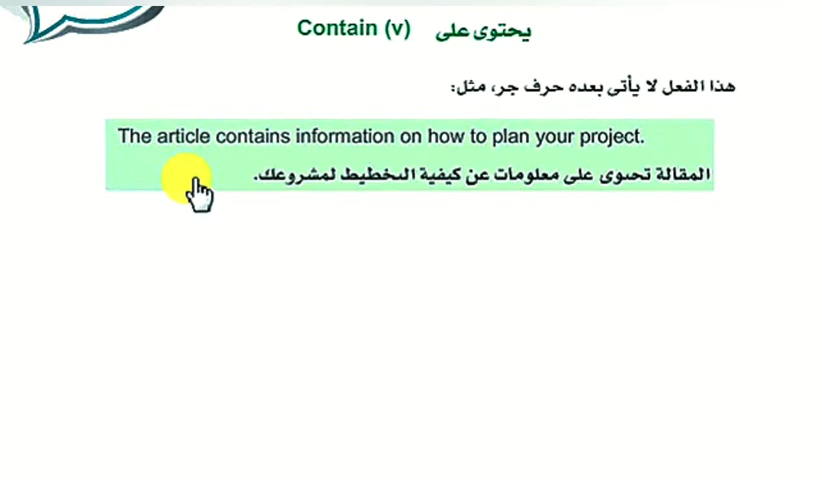 Contain (v) يحتوى على
هذا الفعل لا يأتى بعده حرف جر، مثل:
The article contains information on how to plan your project.
المقالة تحتوى على معلومات عن كيفية التخطيط لمشروعك.